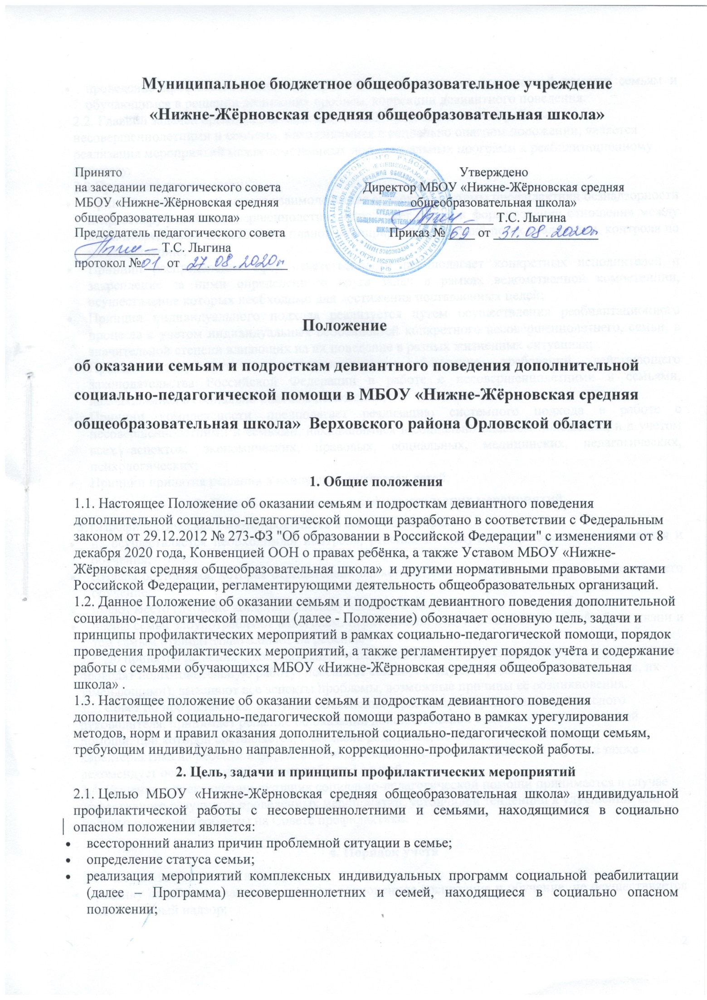 Муниципальное бюджетное общеобразовательное учреждение
«Нижне-Жёрновская средняя общеобразовательная школа»
Принято
на заседании педагогического совета
МБОУ «Нижне-Жёрновская средняя
общеобразовательная школа»
Председатель педагогического совета
Т.С. Лыгина
протокол №01 от 27.08.2020г
Утверждено
Директор МБОУ «Нижне-Жёрновская средняя
общеобразовательная школа»
Т.С. Лыгина
Приказ № 69 от 31.08.2020г
МБОУ
"НИЖНЕ-ЖЁРНОВСКАЯ
СРЕДНЯЯ
ОБЩЕОБРАЗОВАТЕЛЬНАЯ
ШКОЛА"
Положение
об оказании семьям и подросткам девиантного поведения дополнительной
социально-педагогической помощи в МБОУ «Нижне-Жёрновская средняя
общеобразовательная школа» Верховского района Орловской области
1. Общие положения
1.1. Настоящее Положение об оказании семьям и подросткам девиантного поведения
дополнительной социально-педагогической помощи разработано в соответствии с Федеральным
законом от 29.12.2012 № 273-ФЗ "Об образовании в Российской Федерации" с изменениями от 8
декабря 2020 года, Конвенцией ООН о правах ребёнка, а также Уставом МБОУ «Нижне-
Жёрновская средняя общеобразовательная школа» и другими нормативными правовыми актами
Российской Федерации, регламентирующими деятельность общеобразовательных организаций.
1.2. Данное Положение об оказании семьям и подросткам девиантного поведения дополнительной
социально-педагогической помощи (далее - Положение) обозначает основную цель, задачи и
принципы профилактических мероприятий в рамках социально-педагогической помощи, порядок
проведения профилактических мероприятий, а также регламентирует порядок учёта и содержание
работы с семьями обучающихся МБОУ «Нижне-Жёрновская средняя общеобразовательная
школа» .
1.3. Настоящее положение об оказании семьям и подросткам девиантного поведения
дополнительной социально-педагогической помощи разработано в рамках урегулирования
методов, норм и правил оказания дополнительной социально-педагогической помощи семьям,
требующим индивидуально направленной, коррекционно-профилактической работы.
2. Цель, задачи и принципы профилактических мероприятий
2.1. Целью МБОУ «Нижне-Жёрновская средняя общеобразовательная школа» индивидуальной
профилактической работы с несовершеннолетними и семьями, находящимися в социально
опасном положении является:
• всесторонний анализ причин проблемной ситуации в семье;
• определение статуса семьи;
• реализация мероприятий комплексных индивидуальных программ социальной реабилитации
(далее – Программа) несовершеннолетних и семей, находящиеся в социально опасном
положении;